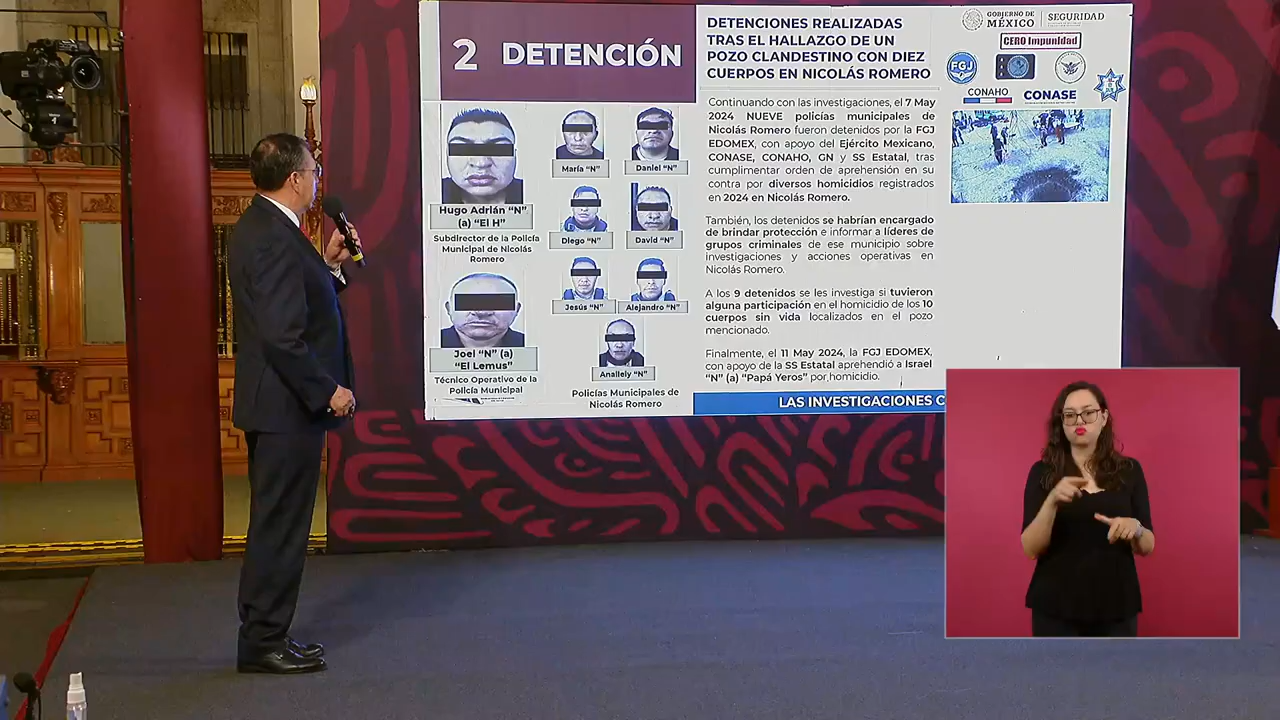 2 DETENCIÓN
DETENCIONES REALIZADAS
TRAS EL HALLAZGO DE UN
POZO CLANDESTINO CON DIEZ
CUERPOS EN NICOLÁS ROMERO
GOBIERNO DE
MÉXICO
SEGURIDAD
CERO Impunidad
FGJ
CONAHO
CONASE
Hugo Adrián "N"
(a) "El H"
Subdirector de la Policía
Municipal de Nicolás
Romero
Joel "N" (a)
"El Lemus"
Técnico Operativo de la
Policía Municipal
María "N"
Daniel "N"
Diego "N"
David "N"
Jesús "N"
Alejandro "N"
Analleiy "N"
Policías Municipales de
Nicolás Romero
Continuando con las investigaciones, el 7 May
2024 NUEVE policías municipales de
Nicolás Romero fueron detenidos por la FGJ
EDOMEX, con apoyo del Ejército Mexicano,
CONASE, CONAHO, GN y SS Estatal, tras
cumplimentar orden de aprehensión en su
contra por diversos homicidios registrados
en 2024 en Nicolás Romero.
También, los detenidos se habrían encargado
de brindar protección e informar a líderes de
grupos criminales de ese municipio sobre
investigaciones y acciones operativas en
Nicolás Romero.
A los 9 detenidos se les investiga si tuvieron
alguna participación en el homicidio de los 10
cuerpos sin vida localizados en el pozo
mencionado.
Finalmente, el 11 May 2024, la FGJ EDOMEX,
con apoyo de la SS Estatal aprehendió a Israel
"N" (a) "Papá Yeros" por homicidio.
LAS INVESTIGACIONES C